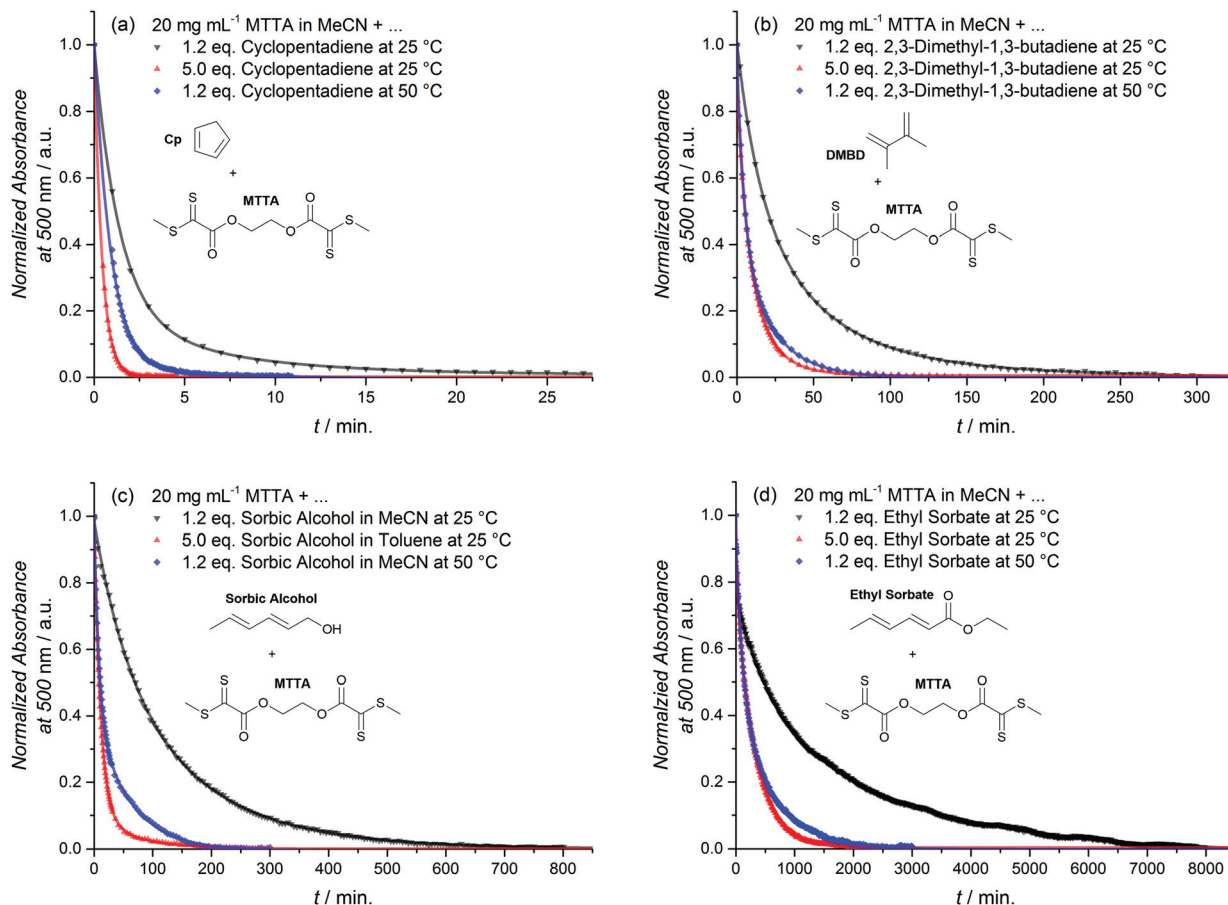 (a) 20 mg mL⁻¹ MTTA in MeCN + ...
1.2 eq. Cyclopentadiene at 25 °C
5.0 eq. Cyclopentadiene at 25 °C
1.2 eq. Cyclopentadiene at 50 °C
Cp
+
MTTA
S
O
S
O
O
S
O
S
Normalized Absorbance
at 500 nm / a.u.
1.0
0.8
0.6
0.4
0.2
0.0
0 5 10 15 20 25
t / min.
(b) 20 mg mL⁻¹ MTTA in MeCN + ...
1.2 eq. 2,3-Dimethyl-1,3-butadiene at 25 °C
5.0 eq. 2,3-Dimethyl-1,3-butadiene at 25 °C
1.2 eq. 2,3-Dimethyl-1,3-butadiene at 50 °C
DMBD
+
MTTA
S
O
S
O
O
S
O
S
Normalized Absorbance
at 500 nm / a.u.
1.0
0.8
0.6
0.4
0.2
0.0
0 50 100 150 200 250 300
t / min.
(c) 20 mg mL⁻¹ MTTA + ...
1.2 eq. Sorbic Alcohol in MeCN at 25 °C
5.0 eq. Sorbic Alcohol in Toluene at 25 °C
1.2 eq. Sorbic Alcohol in MeCN at 50 °C
Sorbic Alcohol
OH
+
MTTA
S
O
S
O
O
S
O
S
Normalized Absorbance
at 500 nm / a.u.
1.0
0.8
0.6
0.4
0.2
0.0
0 100 200 300 400 500 600 700 800
t / min.
(d) 20 mg mL⁻¹ MTTA in MeCN + ...
1.2 eq. Ethyl Sorbate at 25 °C
5.0 eq. Ethyl Sorbate at 25 °C
1.2 eq. Ethyl Sorbate at 50 °C
Ethyl Sorbate
O
O
+
MTTA
S
O
S
O
O
S
O
S
Normalzied Absorbance
at 500 nm / a.u.
1.0
0.8
0.6
0.4
0.2
0.0
0 1000 2000 3000 4000 5000 6000 7000 8000
t / min.